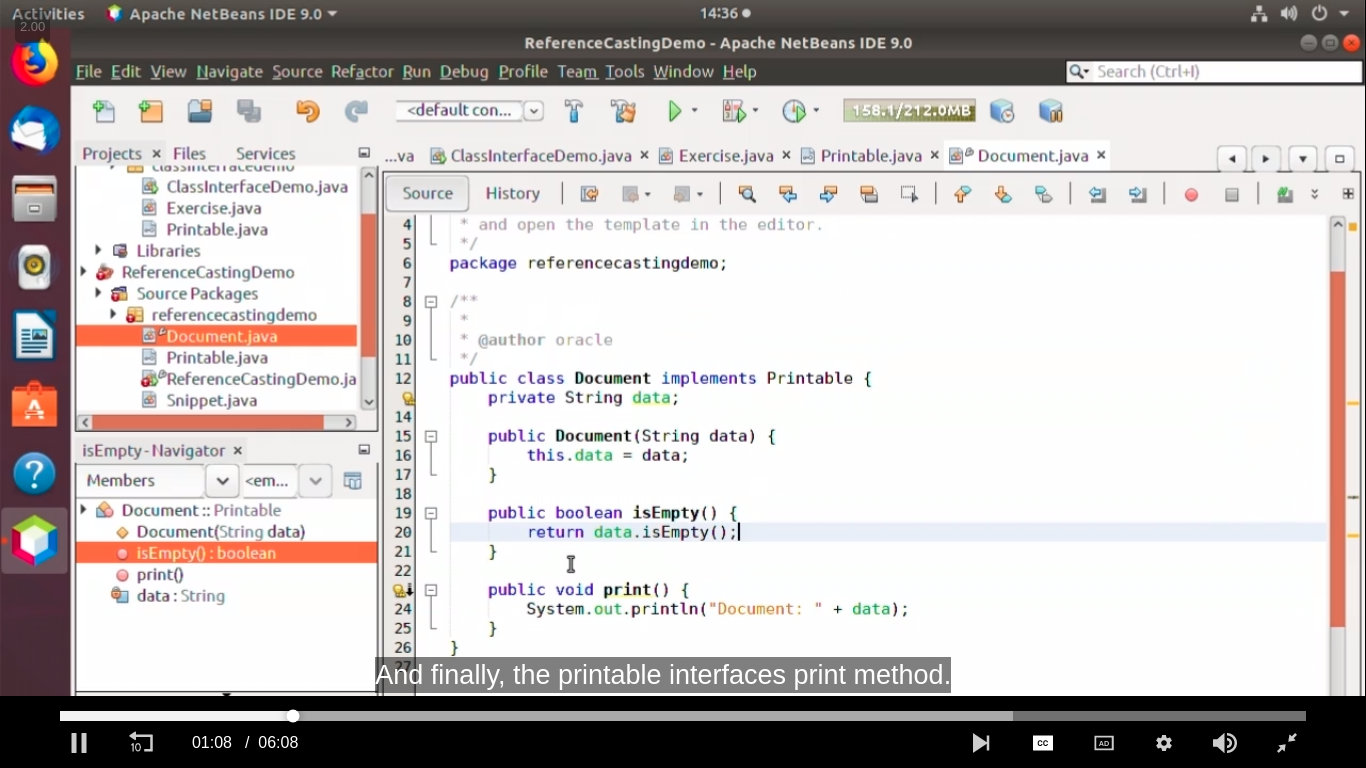 Activities Apache NetBeans IDE 9.0 14:36
2.00
ReferenceCastingDemo - Apache NetBeans IDE 9.0
File Edit View Navigate Source Refactor Run Debug Profile Team Tools Window Help
Search (Ctrl+I)
<default con...
158.1/212.0MB
Projects Files Services
...va ClassInterfaceDemo.java Exercise.java Printable.java Document.java
Source History
classinterfacedemo
ClassInterfaceDemo.java
Exercise.java
Printable.java
Libraries
ReferenceCastingDemo
Source Packages
referencecastingdemo
Document.java
Printable.java
ReferenceCastingDemo.ja
Snippet.java
isEmpty - Navigator
Members <em...
Document :: Printable
Document(String data)
isEmpty() : boolean
print()
data : String
4 * and open the template in the editor.
5 */
6 package referencecastingdemo;
7
8 /**
9 *
10 * @author oracle
11 */
12 public class Document implements Printable {
private String data;
14
15 public Document(String data) {
16 this.data = data;
17 }
18
19 public boolean isEmpty() {
20 return data.isEmpty();
21 }
22
public void print() {
24 System.out.println("Document: " + data);
25 }
26 }
27
And finally, the printable interfaces print method.
10 01:08 / 06:08 CC AD